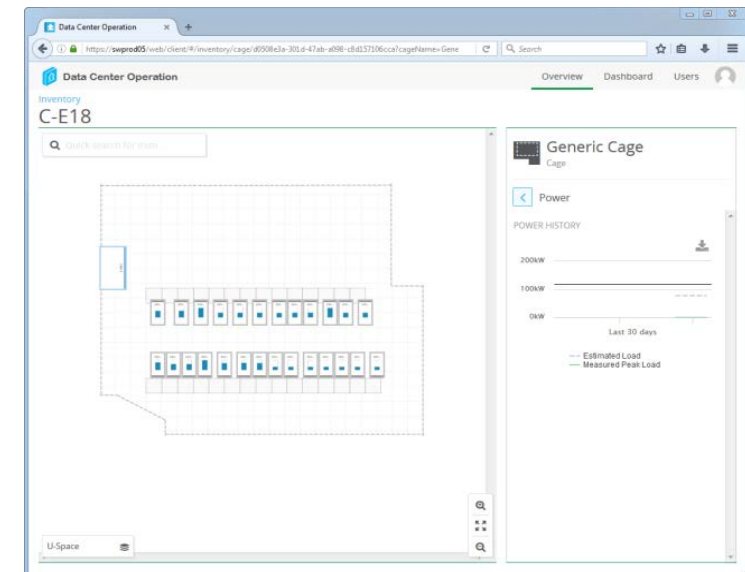 Data Center Operation
https://swprod05/web/client/#/inventory/cage/d0508e3a-301d-47ab-a098-c8d157106cca?cageName=Gene
Search
Data Center Operation
Overview Dashboard Users
Inventory
C-E18
Quick search for item
Generic Cage
Cage
Power
POWER HISTORY
200kW
100kW
0kW
Last 30 days
Estimated Load
Measured Peak Load
U-Space